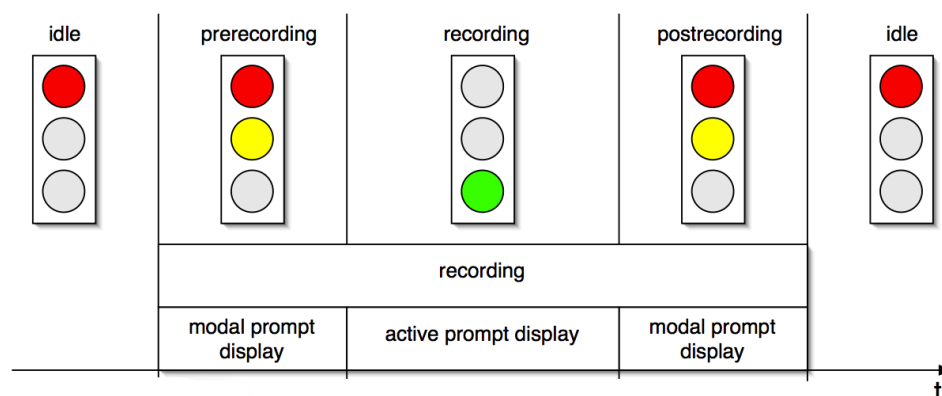 idle
prerecording
recording
postrecording
idle
recording
modal prompt
display
active prompt display
modal prompt
display
t